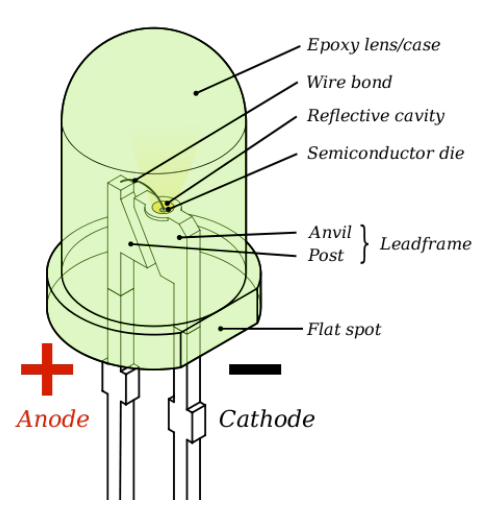 Epoxy lens/case
Wire bond
Reflective cavity
Semiconductor die
Anvil
Post
} Leadframe
Flat spot
+ −
Anode
Cathode